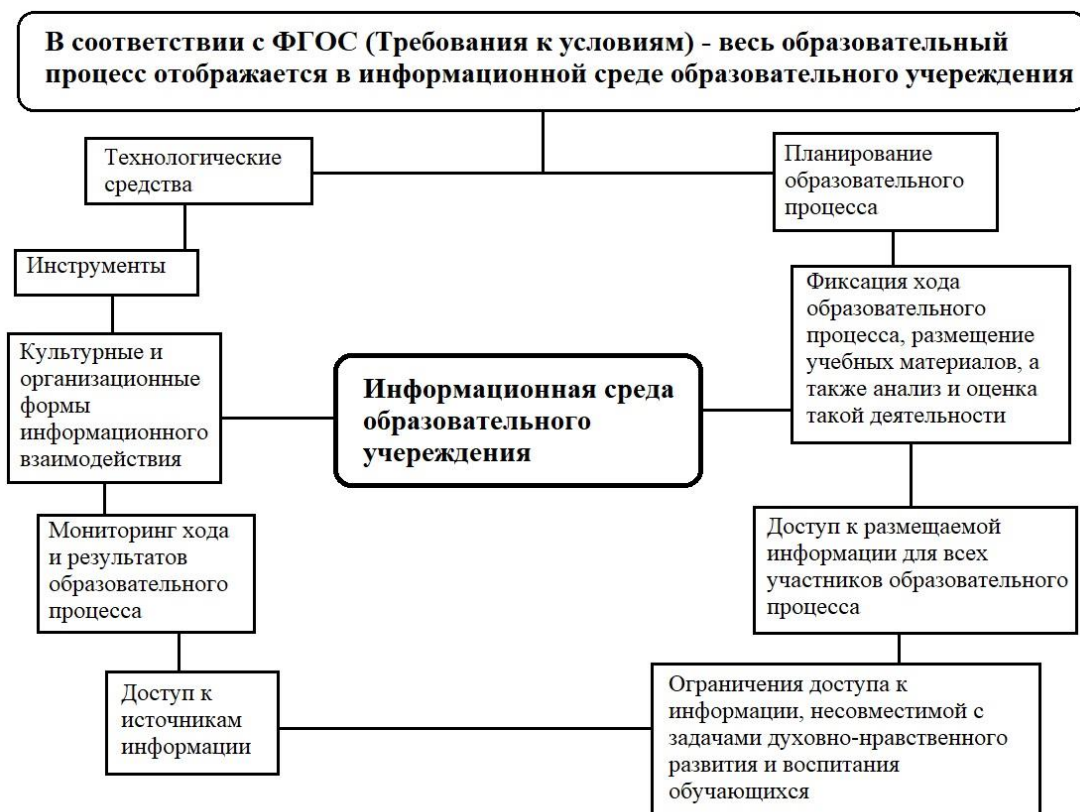 В соответствии с ФГОС (Требования к условиям) - весь образовательный
процесс отображается в информационной среде образовательного учереждения
Технологические
средства
Планирование
образовательного
процесса
Инструменты
Фиксация хода
образовательного
процесса, размещение
учебных материалов, а
также анализ и оценка
такой деятельности
Культурные и
организационные
формы
информационного
взаимодействия
Информационная среда
образовательного
учереждения
Мониторинг хода
и результатов
образовательного
процесса
Доступ к размещаемой
информации для всех
участников образовательного
процесса
Доступ к
источникам
информации
Ограничения доступа к
информации, несовместимой с
задачами духовно-нравственного
развития и воспитания
обучающихся